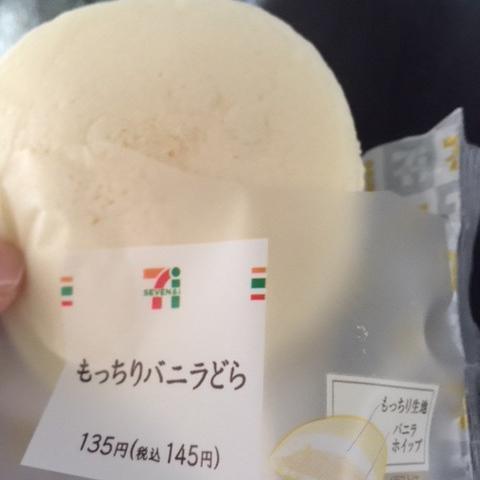 SEVEN & i
もっちりバニラどら
135円(税込145円)
もっちり生地
バニラ
ホイップ